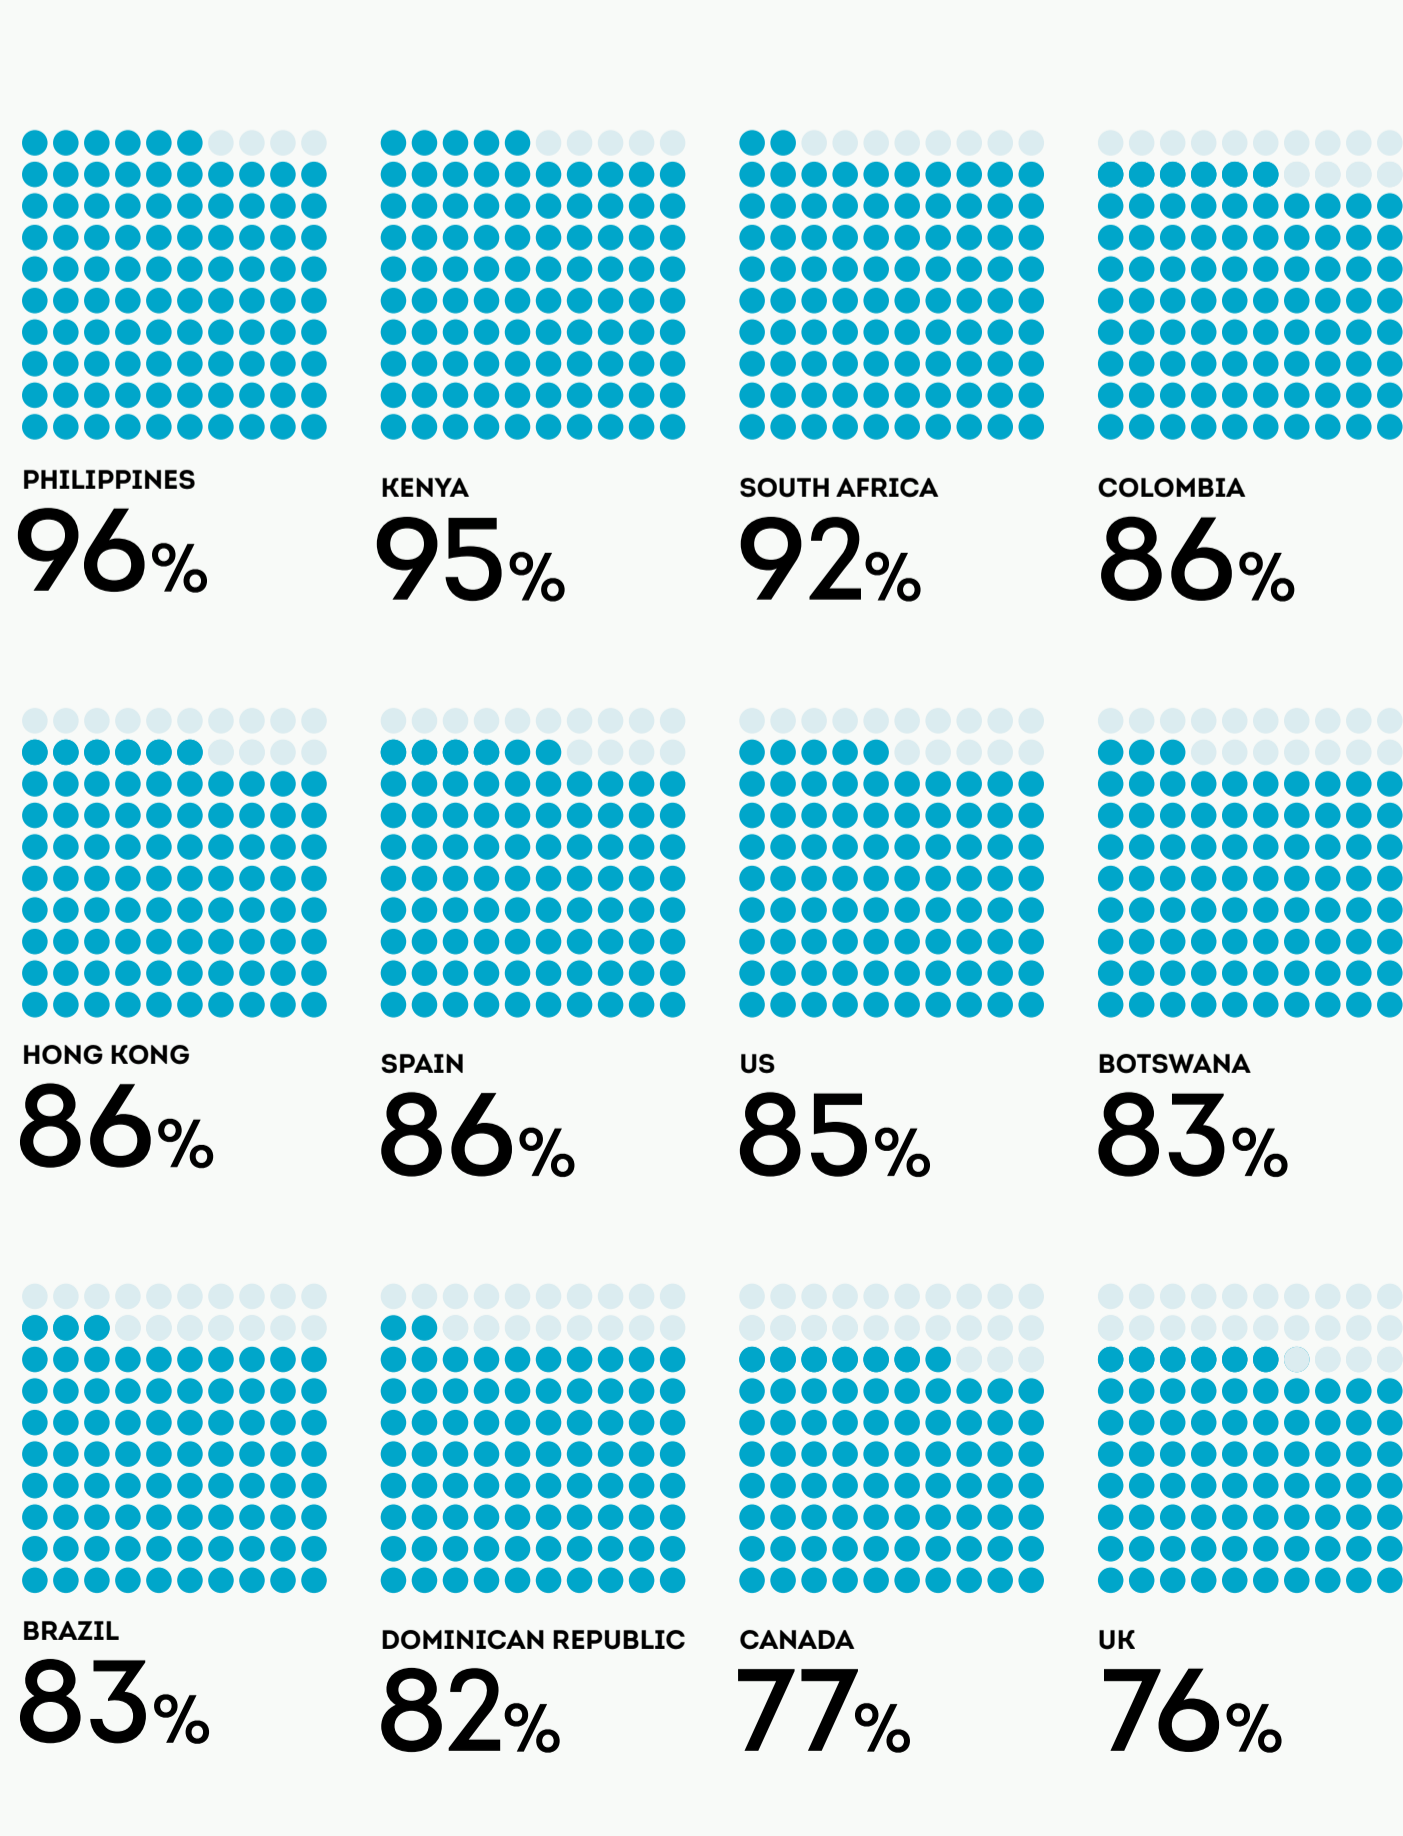 PHILIPPINES
96%
KENYA
95%
SOUTH AFRICA
92%
COLOMBIA
86%
HONG KONG
86%
SPAIN
86%
US
85%
BOTSWANA
83%
BRAZIL
83%
DOMINICAN REPUBLIC
82%
CANADA
77%
UK
76%